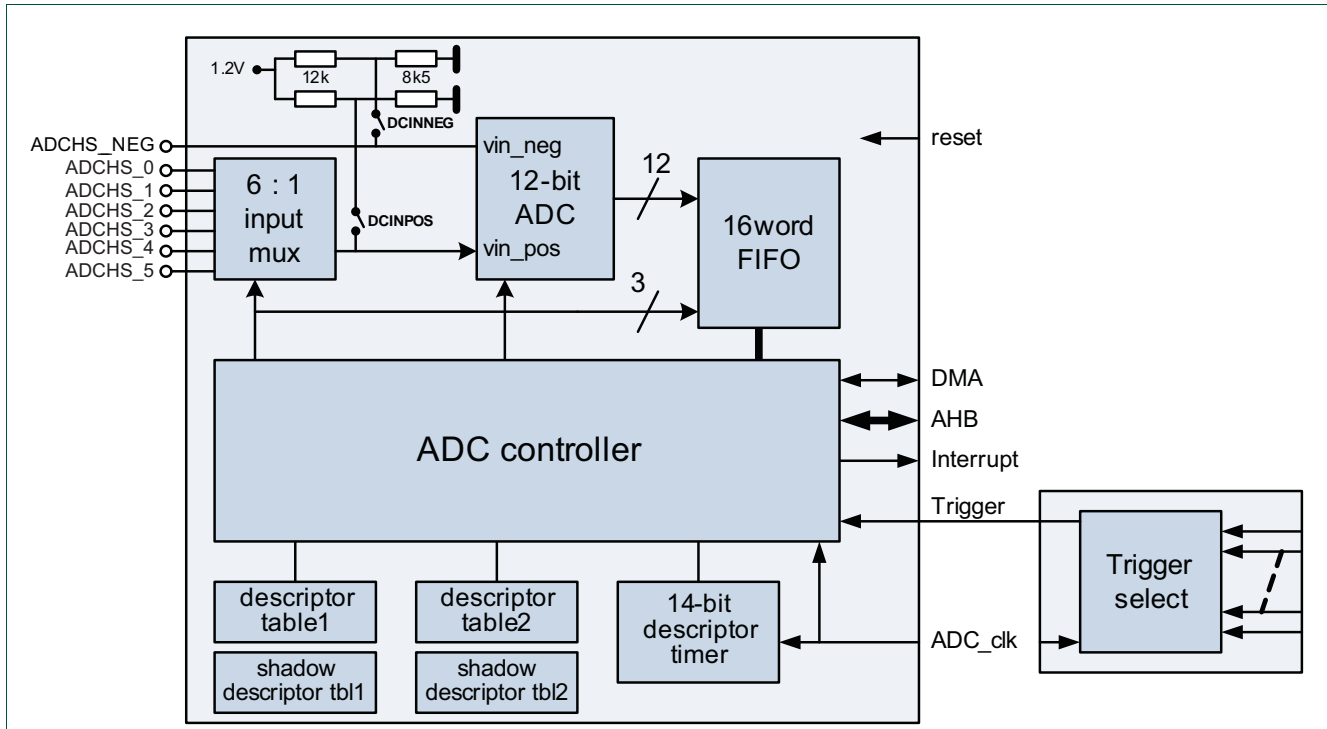 1.2V
12k
8k5
DCINNEG
ADCHS_NEG
ADCHS_0
ADCHS_1
ADCHS_2
ADCHS_3
ADCHS_4
ADCHS_5
6 : 1
input
mux
DCINPOS
vin_neg
12-bit
ADC
vin_pos
12
3
16word
FIFO
reset
ADC controller
DMA
AHB
Interrupt
Trigger
Trigger
select
descriptor
table1
descriptor
table2
14-bit
descriptor
timer
ADC_clk
shadow
descriptor tbl1
shadow
descriptor tbl2